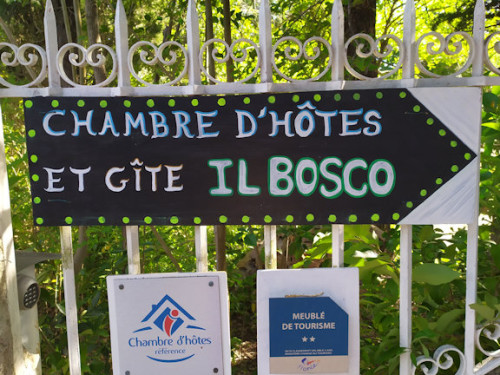 CHAMBRE D'HÔTES
ET GÎTE IL BOSCO
Chambre d'hôtes
référence
MEUBLÉ
DE TOURISME